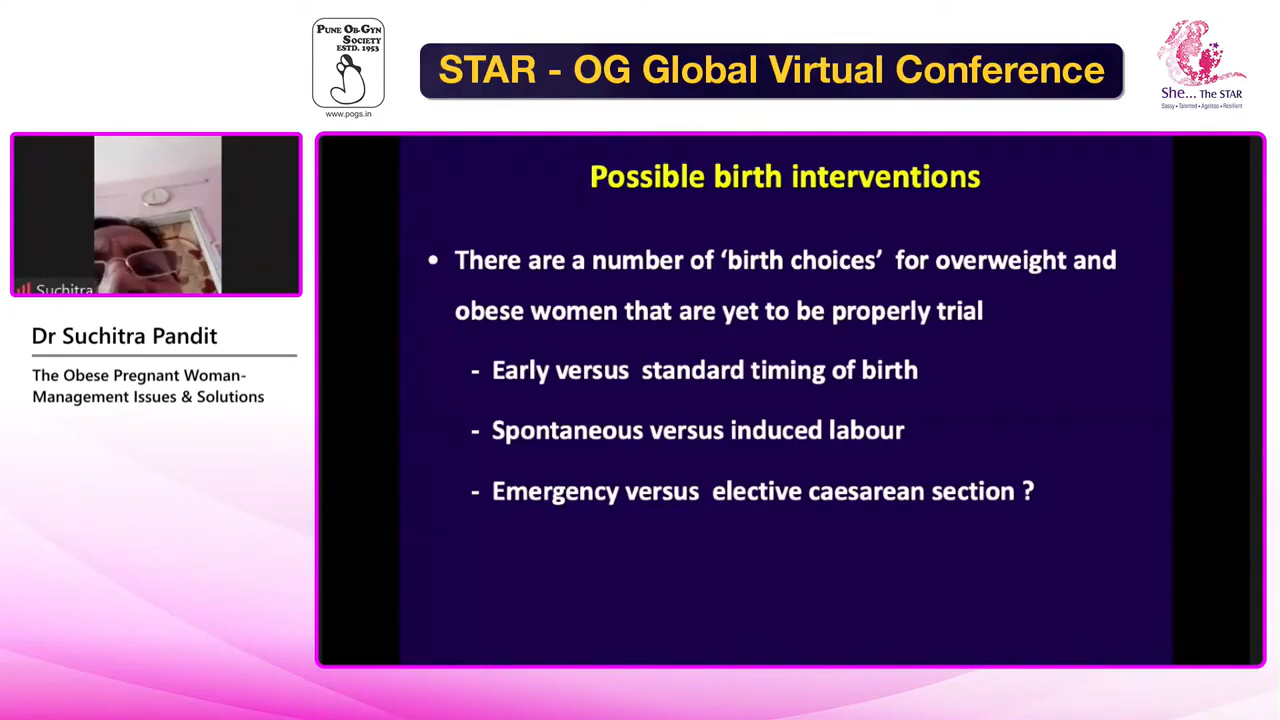 PUNE OB-GYN
SOCIETY
ESTD. 1953
www.pogs.in
STAR - OG Global Virtual Conference
She... The STAR
Sassy • Talented • Ageless • Resilient
Suchitra
Dr Suchitra Pandit
The Obese Pregnant Woman-
Management Issues & Solutions
Possible birth interventions
• There are a number of ‘birth choices’ for overweight and
obese women that are yet to be properly trial
- Early versus standard timing of birth
- Spontaneous versus induced labour
- Emergency versus elective caesarean section ?